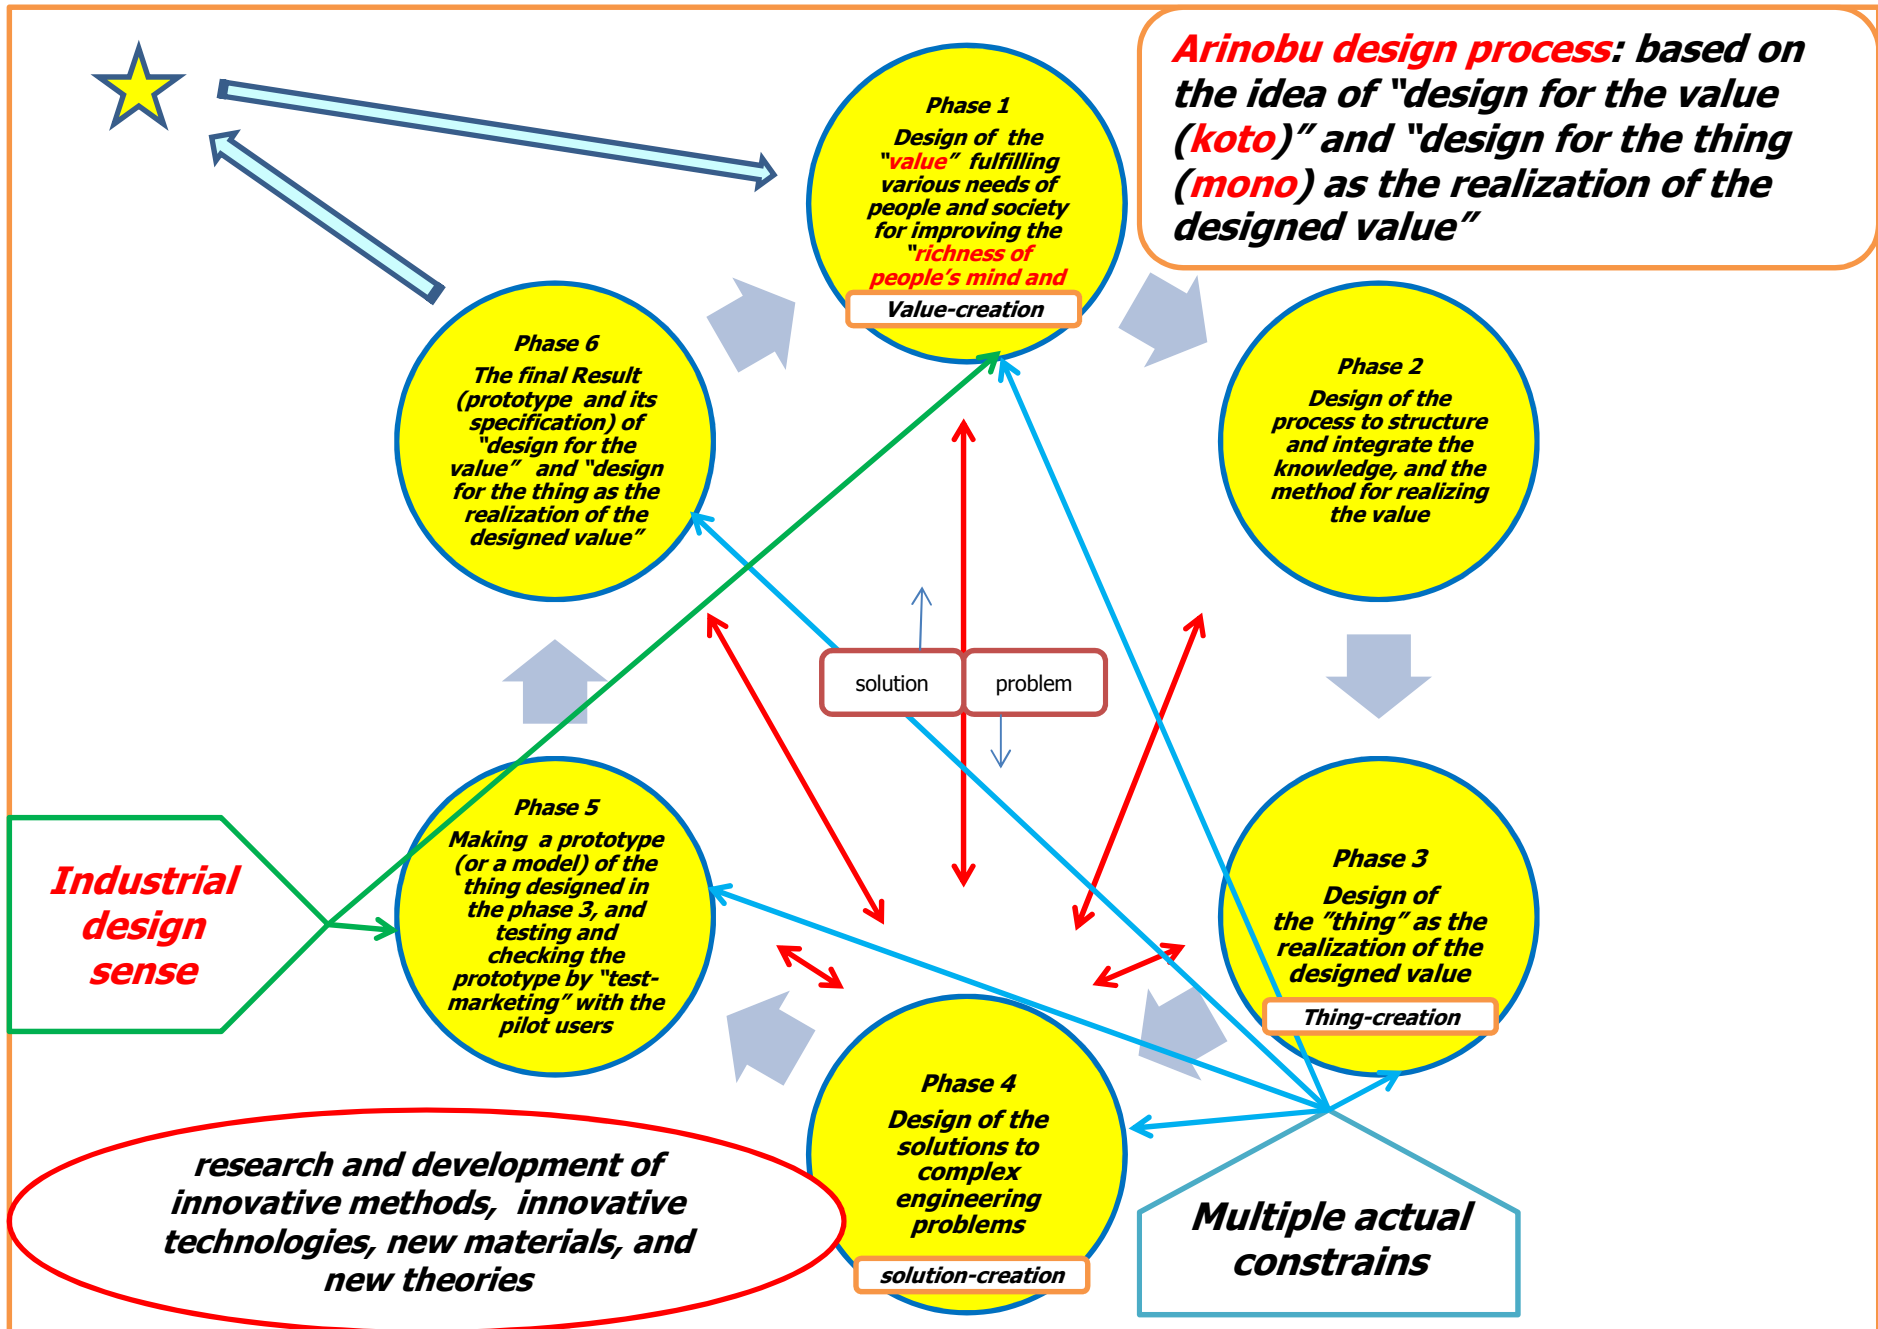 Arinobu design process: based on
the idea of “design for the value
(koto)” and “design for the thing
(mono) as the realization of the
designed value”
Phase 1
Design of the
“value” fulfilling
various needs of
people and society
for improving the
“richness of
people’s mind and
Value-creation
Phase 2
Design of the
process to structure
and integrate the
knowledge, and the
method for realizing
the value
Phase 3
Design of
the ”thing” as the
realization of the
designed value
Thing-creation
Phase 4
Design of the
solutions to
complex
engineering
problems
solution-creation
Phase 5
Making a prototype
(or a model) of the
thing designed in
the phase 3, and
testing and
checking the
prototype by “test-
marketing” with the
pilot users
Phase 6
The final Result
(prototype and its
specification) of
“design for the
value” and “design
for the thing as the
realization of the
designed value”
solution
problem
Industrial
design
sense
research and development of
innovative methods, innovative
technologies, new materials, and
new theories
Multiple actual
constrains